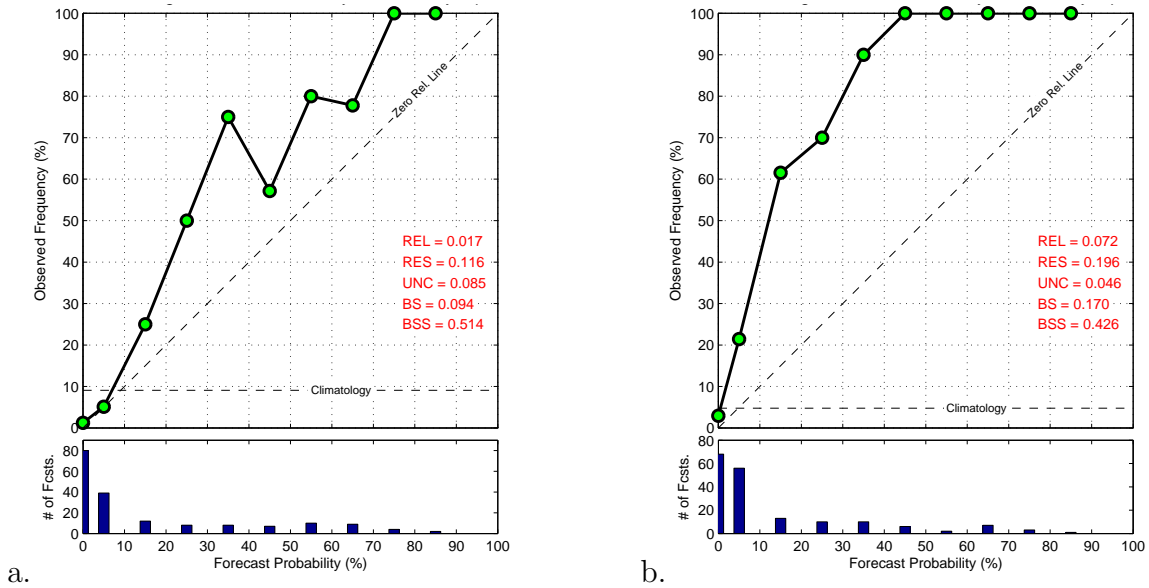 100
90
80
70
60
50
40
30
20
10
0
Observed Frequency (%)
Zero Rel. Line
REL = 0.017
RES = 0.116
UNC = 0.085
BS = 0.094
BSS = 0.514
Climatology
80
60
40
20
0
# of Fcsts.
0 10 20 30 40 50 60 70 80 90 100
Forecast Probability (%)
a.
100
90
80
70
60
50
40
30
20
10
0
Observed Frequency (%)
Zero Rel. Line
REL = 0.072
RES = 0.196
UNC = 0.046
BS = 0.170
BSS = 0.426
Climatology
80
60
40
20
0
# of Fcsts.
0 10 20 30 40 50 60 70 80 90 100
Forecast Probability (%)
b.